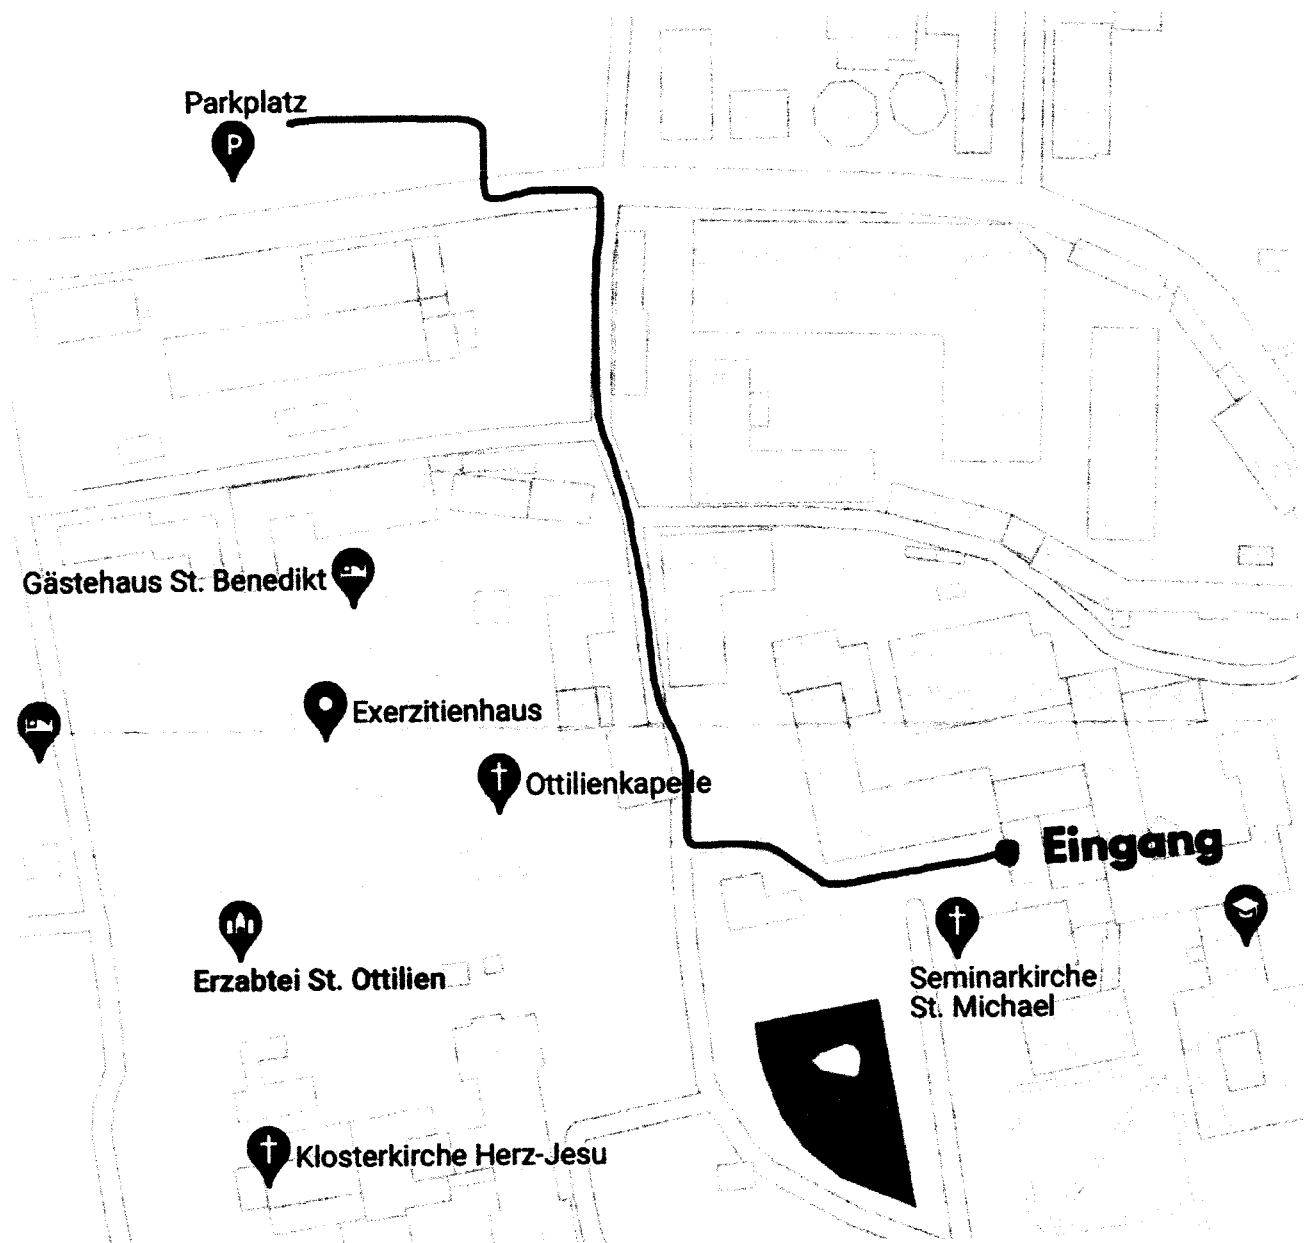 Parkplatz
P
Gästehaus St. Benedikt
Exerzitienhaus
Ottilienkapelle
Eingang
Erzabtei St. Ottilien
Seminarkirche
St. Michael
Klosterkirche Herz-Jesu